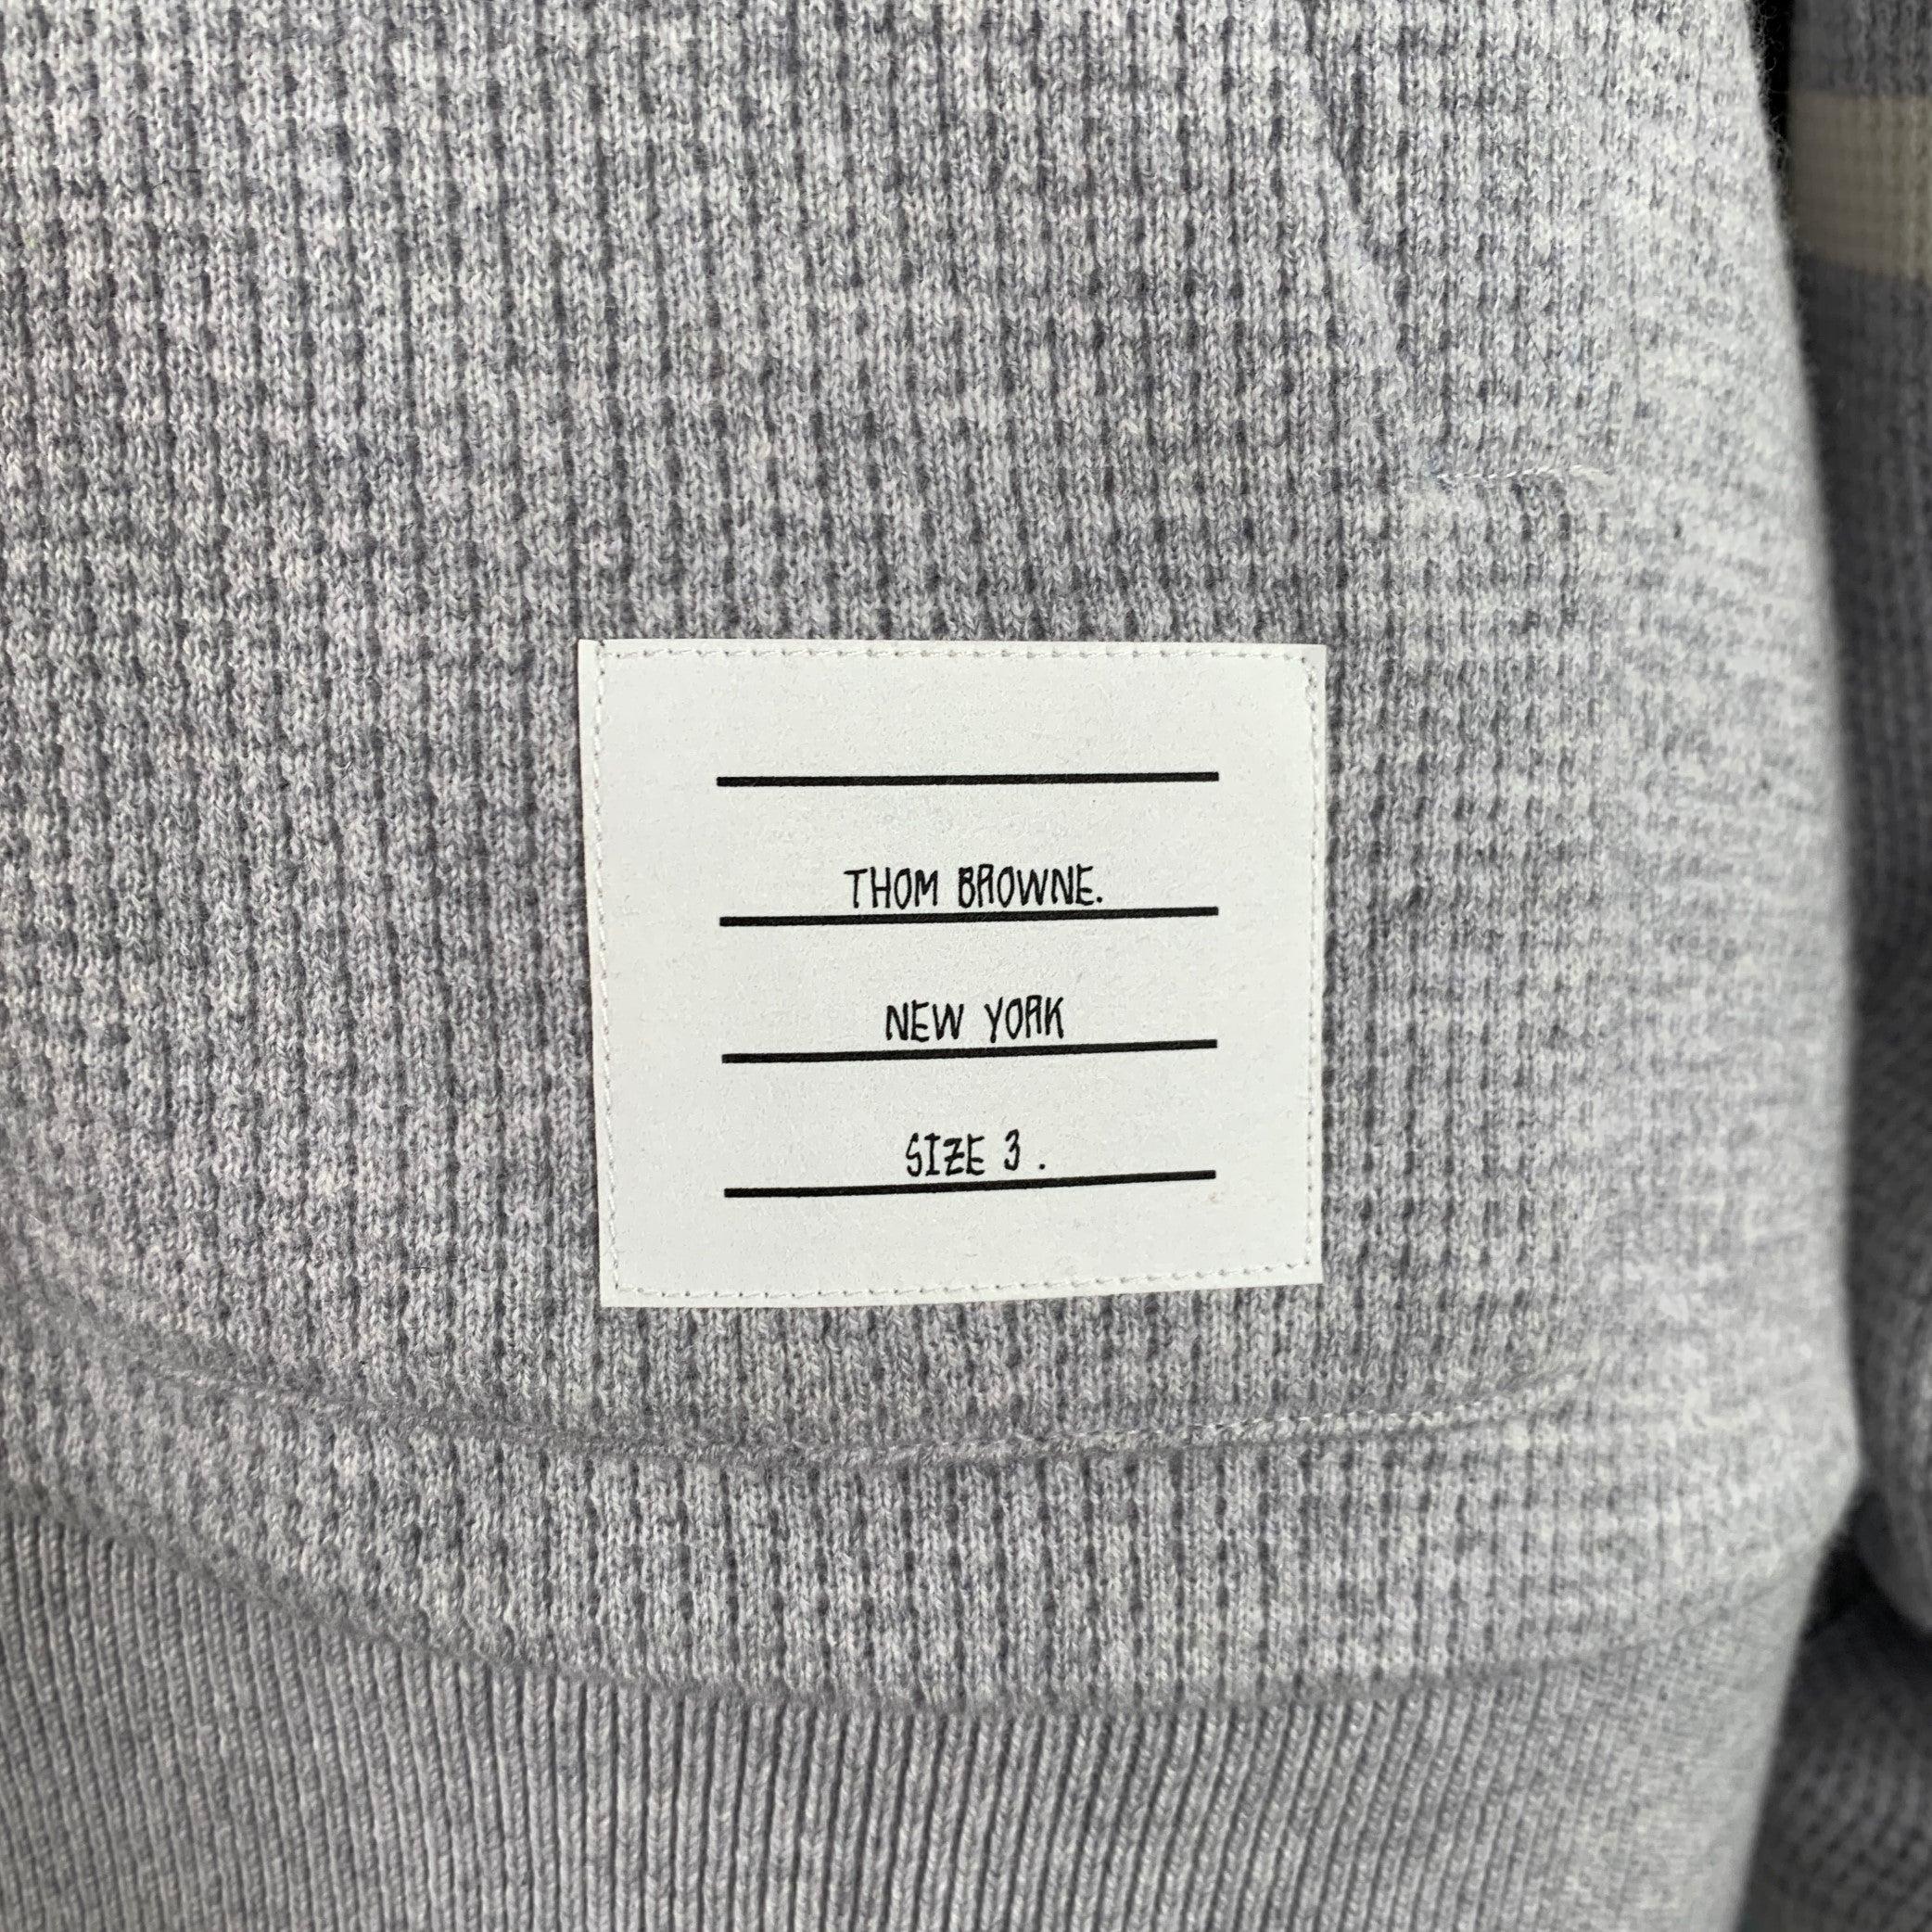 THOM BROWNE.
NEW YORK
SIZE 3 .